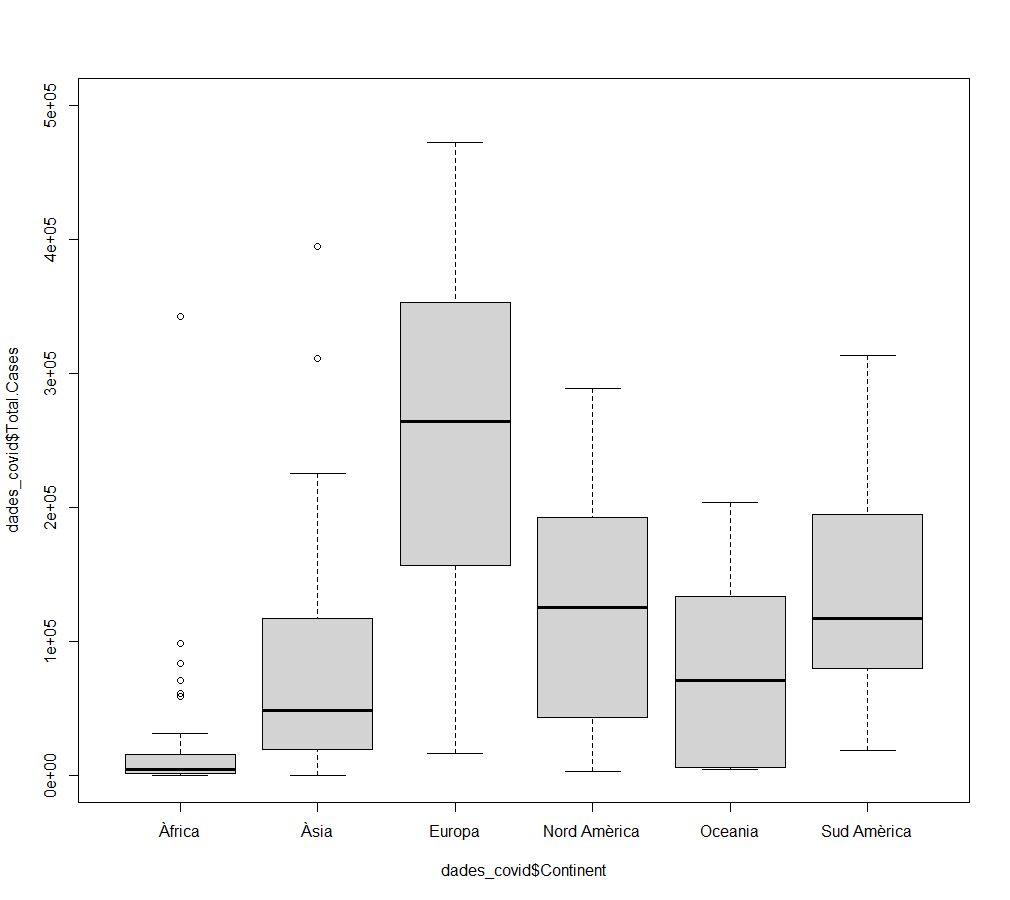 5e+05
4e+05
3e+05
2e+05
1e+05
0e+00
dades_covid$Total.Cases
Àfrica
Àsia
Europa
Nord Amèrica
Oceania
Sud Amèrica
dades_covid$Continent